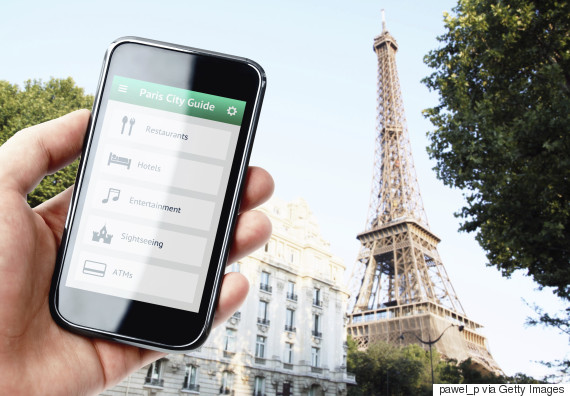 Paris City Guide
Restaurants
Hotels
Entertainment
Sightseeing
ATMs
pawel_p via Getty Images